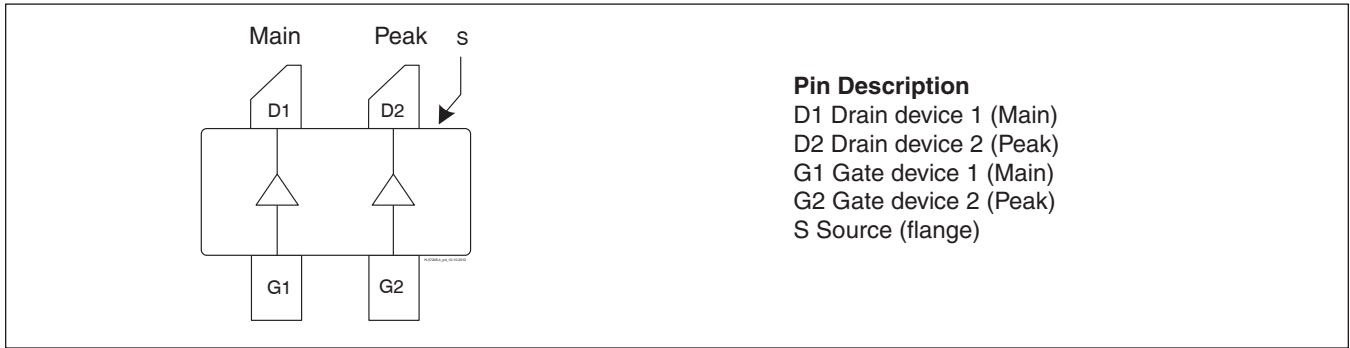 Main Peak S
D1 D2
G1 G2
Pin Description
D1 Drain device 1 (Main)
D2 Drain device 2 (Peak)
G1 Gate device 1 (Main)
G2 Gate device 2 (Peak)
S Source (flange)